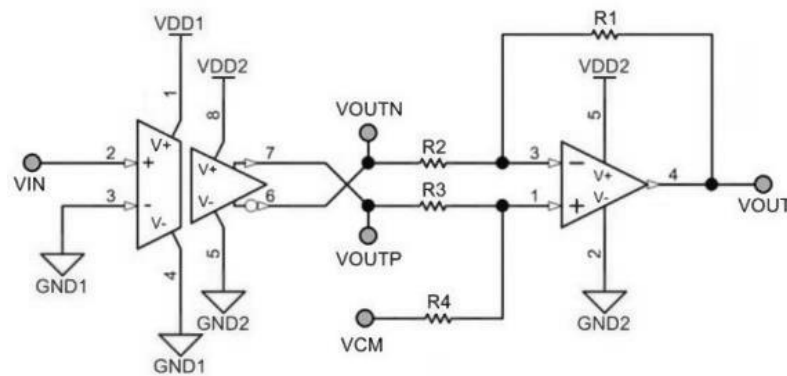 R1
VDD1
VDD2
VDD2
1
8
VOUTN
5
V+
7
R2
3
V+
2
+
V+
4
VIN
3
-
V-
6
R3
1
+
V-
VOUT
V-
VOUTP
GND1
4
5
R4
2
GND2
VCM
GND2
GND1